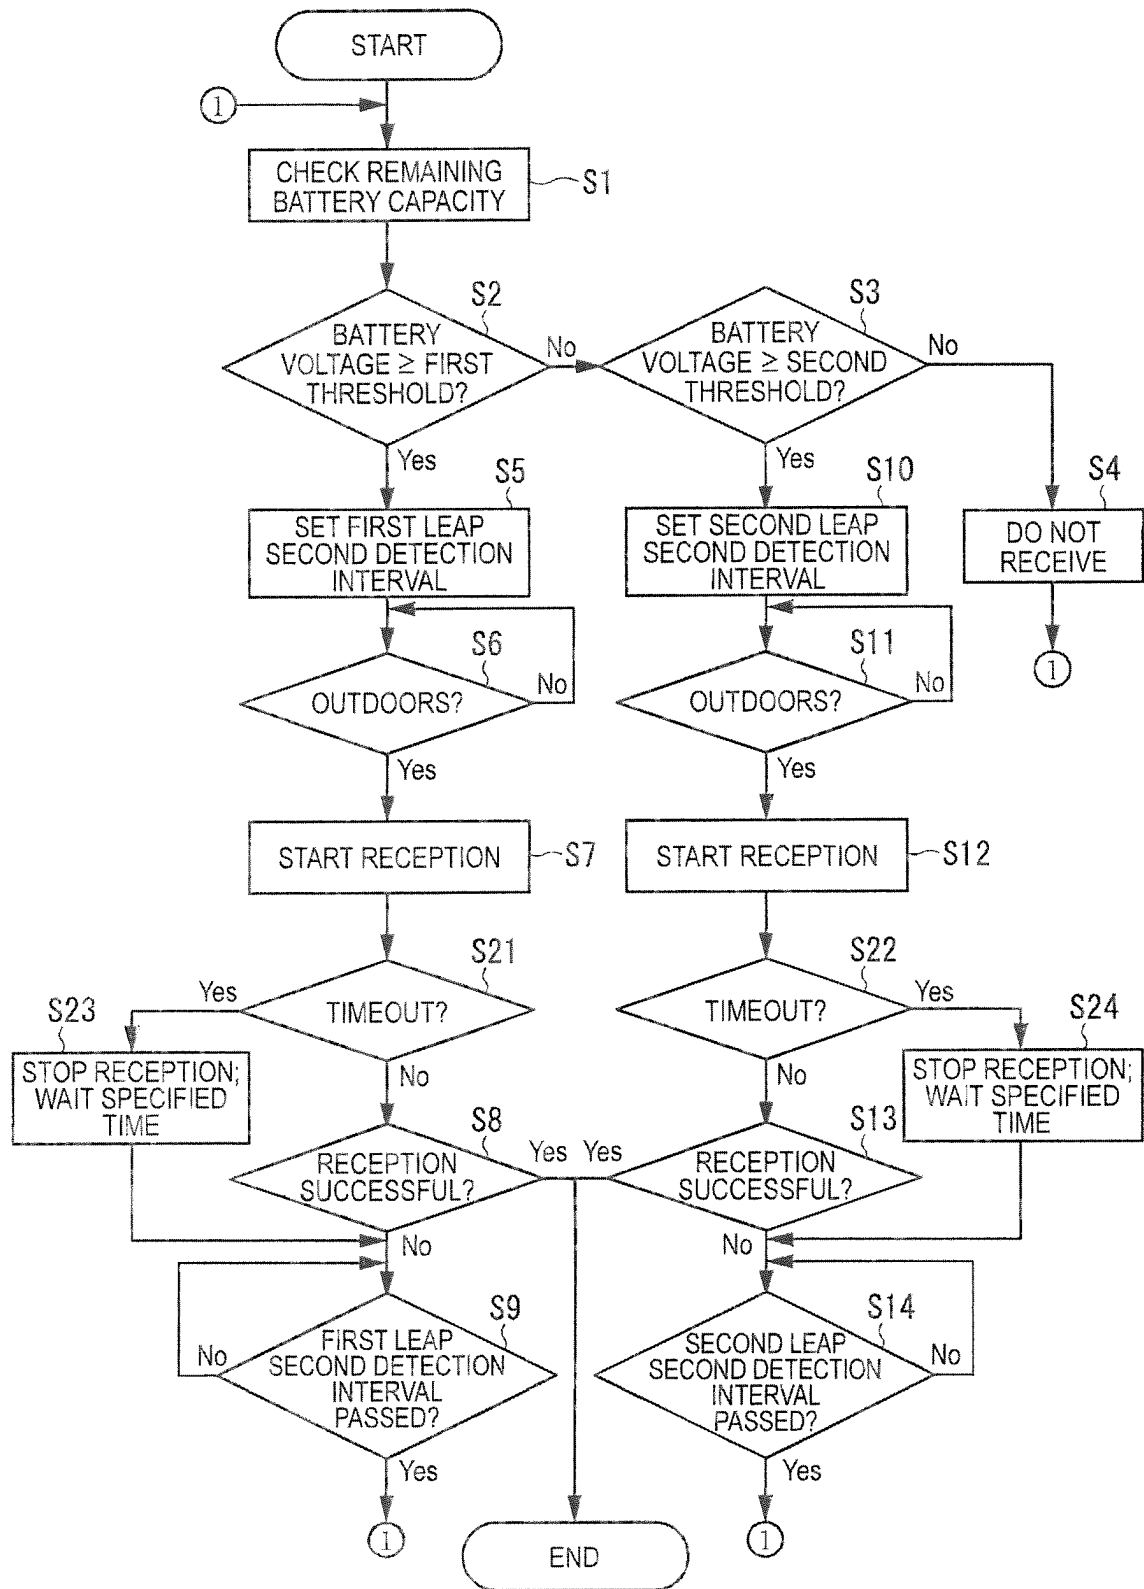 START
1
CHECK REMAINING
BATTERY CAPACITY
S1
S2
BATTERY
VOLTAGE ≥ FIRST
THRESHOLD?
No
Yes
S3
BATTERY
VOLTAGE ≥ SECOND
THRESHOLD?
No
Yes
S5
SET FIRST LEAP
SECOND DETECTION
INTERVAL
S10
SET SECOND LEAP
SECOND DETECTION
INTERVAL
S4
DO NOT
RECEIVE
1
S6
OUTDOORS?
No
Yes
S11
OUTDOORS?
No
Yes
START RECEPTION
S7
START RECEPTION
S12
S21
TIMEOUT?
Yes
No
S22
TIMEOUT?
Yes
No
S23
STOP RECEPTION;
WAIT SPECIFIED
TIME
S24
STOP RECEPTION;
WAIT SPECIFIED
TIME
S8
RECEPTION
SUCCESSFUL?
Yes
No
S13
RECEPTION
SUCCESSFUL?
Yes
No
S9
FIRST LEAP
SECOND DETECTION
INTERVAL
PASSED?
No
Yes
S14
SECOND LEAP
SECOND DETECTION
INTERVAL
PASSED?
No
Yes
1
END
1